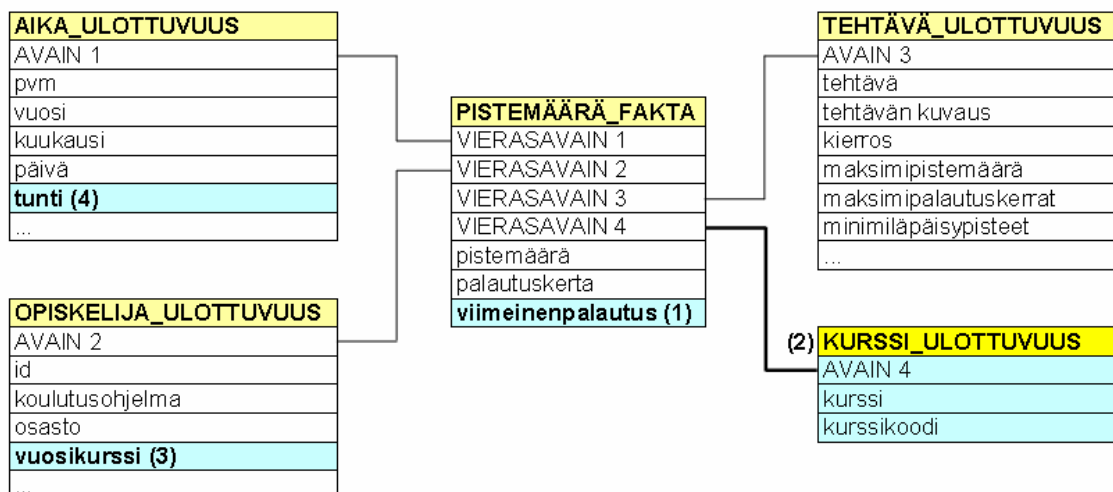 AIKA_ULOTTUVUUS
AVAIN 1
pvm
vuosi
kuukausi
päivä
tunti (4)
...
OPISKELIJA_ULOTTUVUUS
AVAIN 2
id
koulutusohjelma
osasto
vuosikurssi (3)
...
PISTEMÄÄRÄ_FAKTA
VIERASAVAIN 1
VIERASAVAIN 2
VIERASAVAIN 3
VIERASAVAIN 4
pistemäärä
palautuskerta
viimeinenpalautus (1)
TEHTÄVÄ_ULOTTUVUUS
AVAIN 3
tehtävä
tehtävän kuvaus
kierros
maksimipistemäärä
maksimipalautuskerrat
minimiläpäisypisteet
...
(2) KURSSI_ULOTTUVUUS
AVAIN 4
kurssi
kurssikoodi